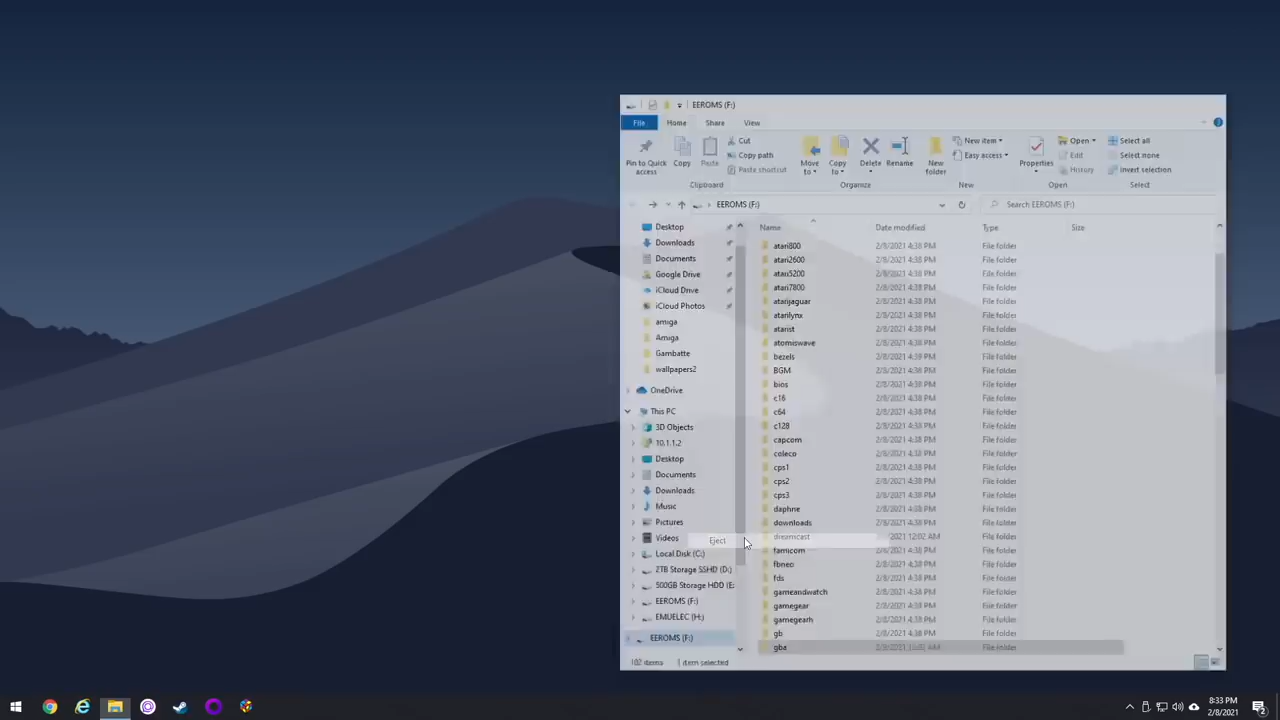 EEROMS (F:)
File Home Share View
Pin to Quick access
Copy
Paste
Cut
Copy path
Paste shortcut
Move to
Copy to
Delete
Rename
New folder
New item
Easy access
Properties
Open
Edit
History
Select all
Select none
Invert selection
Clipboard Organize New Open Select
EEROMS (F:) Search EEROMS (F:)
Name Date modified Type Size
Desktop
Downloads
Documents
Google Drive
iCloud Drive
iCloud Photos
amiga
Amiga
Gambatte
wallpapers2
OneDrive
This PC
3D Objects
10.1.1.2
Desktop
Documents
Downloads
Music
Pictures
Videos
Local Disk (C:)
2TB Storage SSHD (D:)
500GB Storage HDD (E:
EEROMS (F:)
EMUELEC (H:)
EEROMS (F:)
Eject
atari800 2/8/2021 4:38 PM File folder
atari2600 2/8/2021 4:38 PM File folder
atari5200 2/8/2021 4:38 PM File folder
atari7800 2/8/2021 4:38 PM File folder
atarijaguar 2/8/2021 4:38 PM File folder
atarilynx 2/8/2021 4:38 PM File folder
atarist 2/8/2021 4:38 PM File folder
atomiswave 2/8/2021 4:38 PM File folder
bezels 2/8/2021 4:39 PM File folder
BGM 2/8/2021 4:38 PM File folder
bios 2/8/2021 4:38 PM File folder
c16 2/8/2021 4:38 PM File folder
c64 2/8/2021 4:38 PM File folder
c128 2/8/2021 4:38 PM File folder
capcom 2/8/2021 4:38 PM File folder
coleco 2/8/2021 4:38 PM File folder
cps1 2/8/2021 4:38 PM File folder
cps2 2/8/2021 4:38 PM File folder
cps3 2/8/2021 4:38 PM File folder
daphne 2/8/2021 4:38 PM File folder
downloads 2/8/2021 4:38 PM File folder
dreamcast 2021 12:02 AM File folder
famicom 2/8/2021 4:38 PM File folder
fbneo 2/8/2021 4:38 PM File folder
fds 2/8/2021 4:38 PM File folder
gameandwatch 2/8/2021 4:38 PM File folder
gamegear 2/8/2021 4:38 PM File folder
gamegearh 2/8/2021 4:38 PM File folder
gb 2/8/2021 4:38 PM File folder
gba 2/8/2021 AM File folder
102 items 1 item selected
8:33 PM
2/8/2021
2